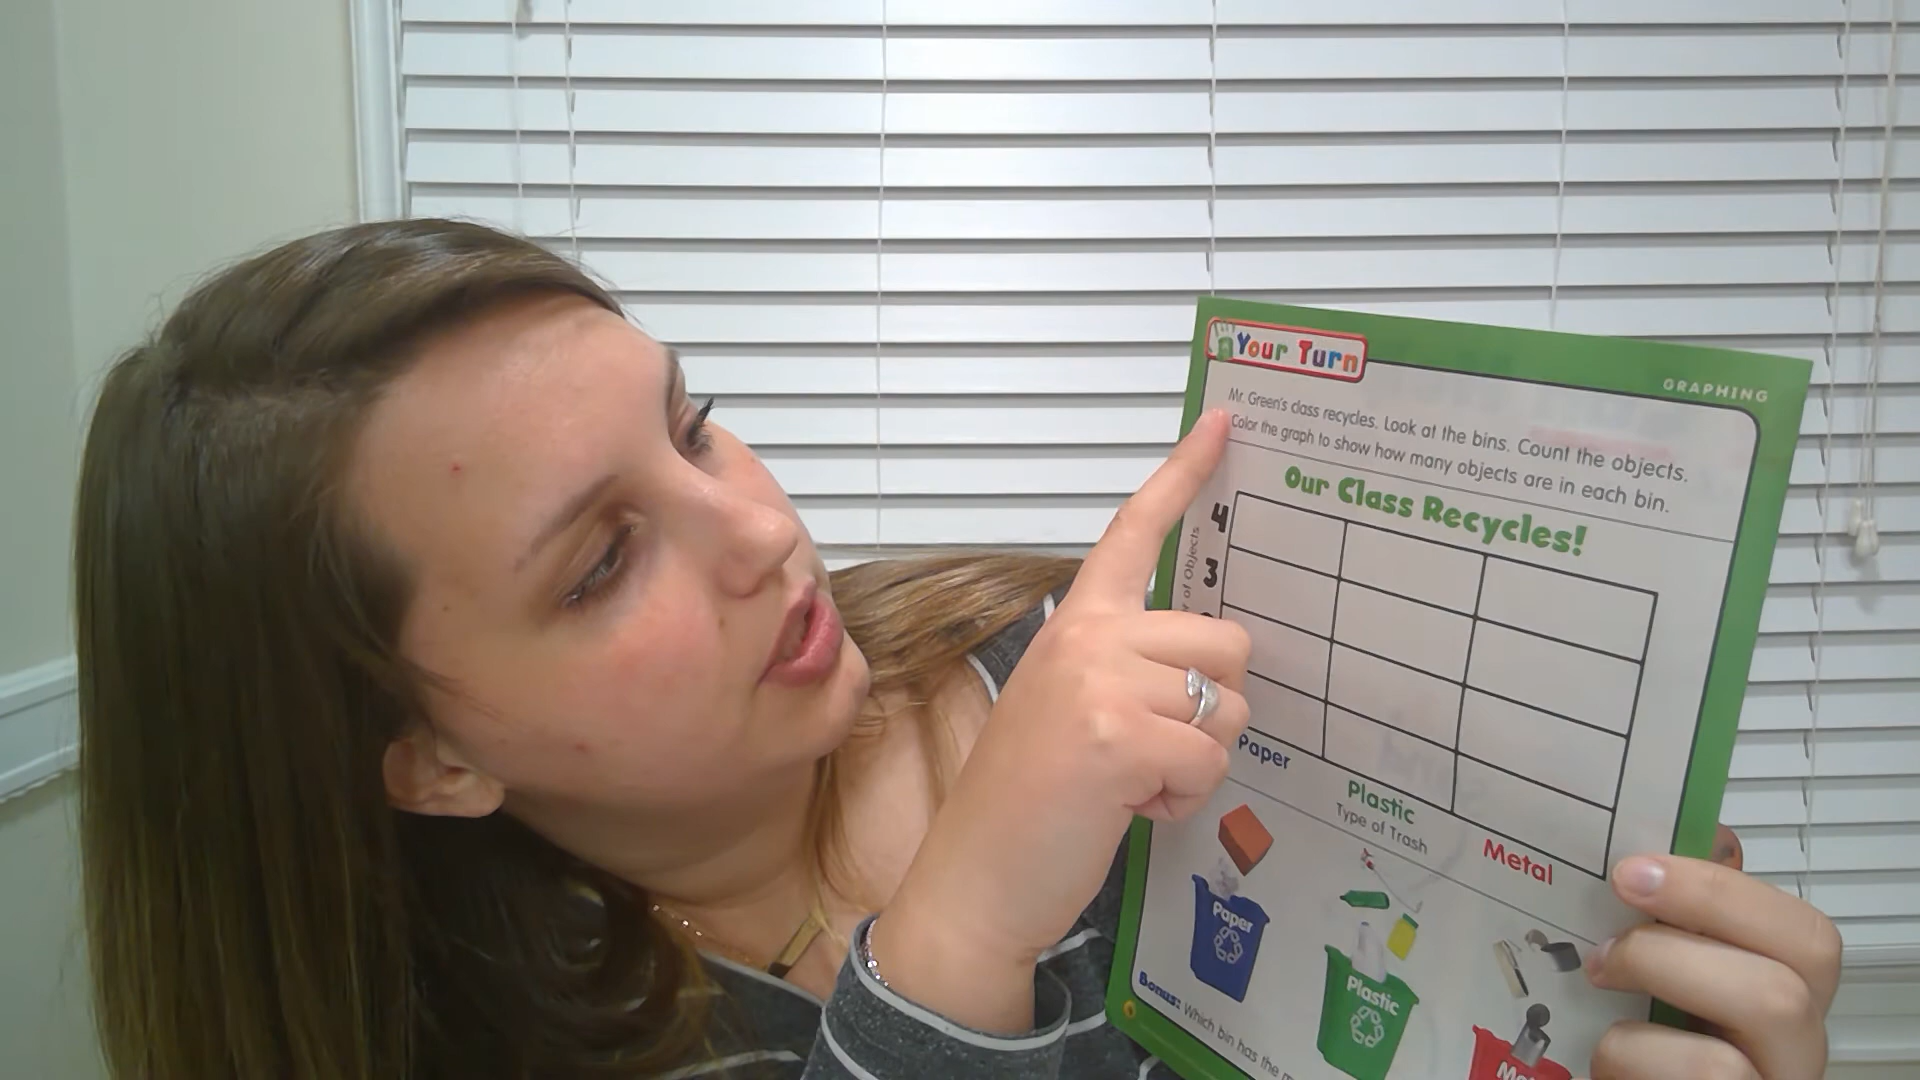 Your Turn
GRAPHING
Mr. Green's class recycles. Look at the bins. Count the objects.
Color the graph to show how many objects are in each bin.
Our Class Recycles!
4
3
of Objects
Paper
Plastic
Metal
Type of Trash
Paper
Plastic
Bonus: Which bin has the